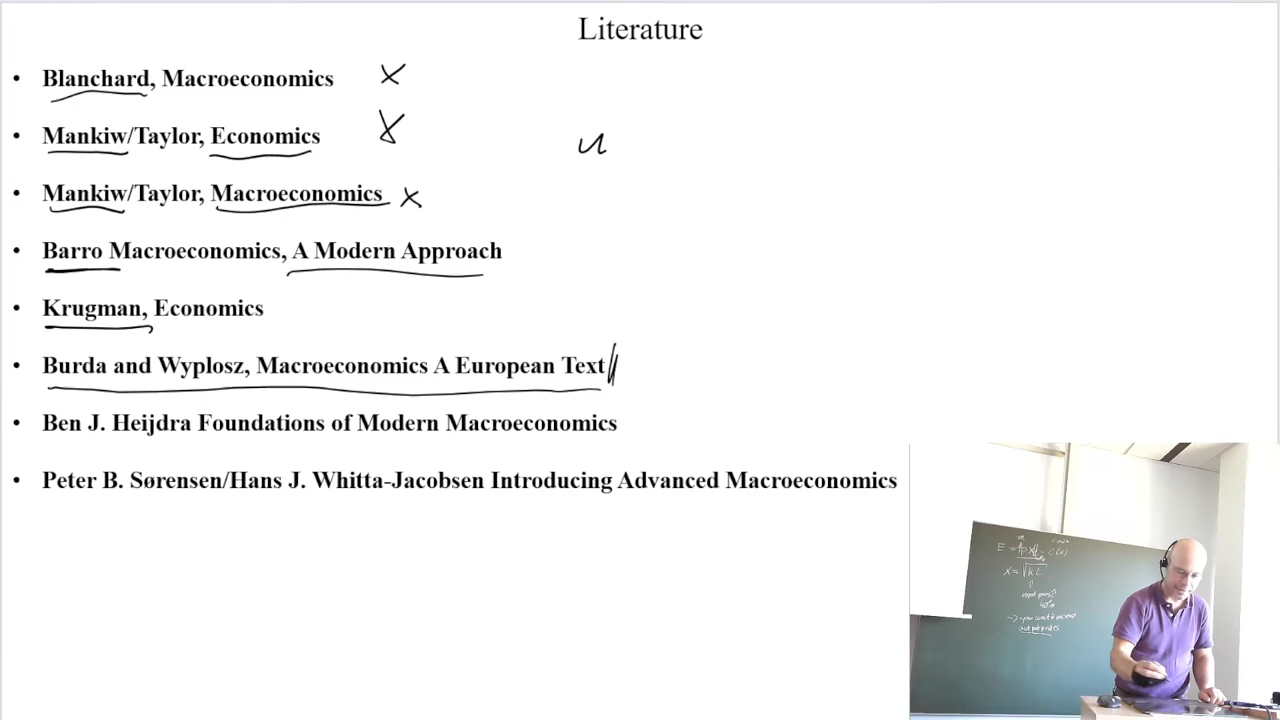 Literature
• Blanchard, Macroeconomics x
• Mankiw/Taylor, Economics x
u
• Mankiw/Taylor, Macroeconomics x
• Barro Macroeconomics, A Modern Approach
• Krugman, Economics
• Burda and Wyplosz, Macroeconomics A European Text
• Ben J. Heijdra Foundations of Modern Macroeconomics
• Peter B. Sørensen/Hans J. Whitta-Jacobsen Introducing Advanced Macroeconomics